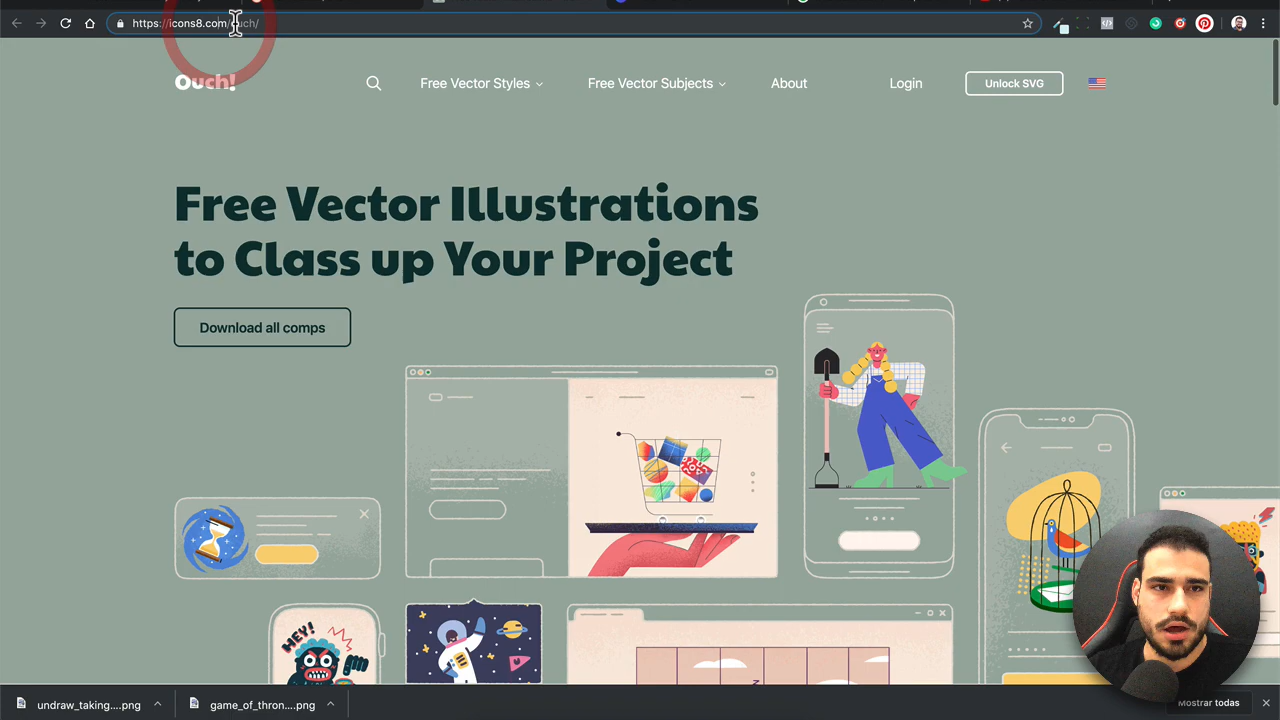 https://icons8.com/ouch/
Ouch!
Free Vector Styles
Free Vector Subjects
About
Login
Unlock SVG
Free Vector Illustrations
to Class up Your Project
Download all comps
HEY!
undraw_taking....png
game_of_thron....png
Mostrar todas